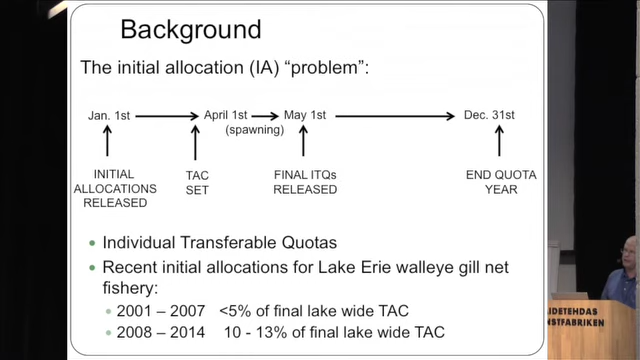 Background
The initial allocation (IA) “problem”:
Jan. 1st April 1st May 1st Dec. 31st
(spawning)
INITIAL ALLOCATIONS RELEASED
TAC SET
FINAL ITQs RELEASED
END QUOTA YEAR
• Individual Transferable Quotas
• Recent initial allocations for Lake Erie walleye gill net
fishery:
• 2001 – 2007 <5% of final lake wide TAC
• 2008 – 2014 10 - 13% of final lake wide TAC